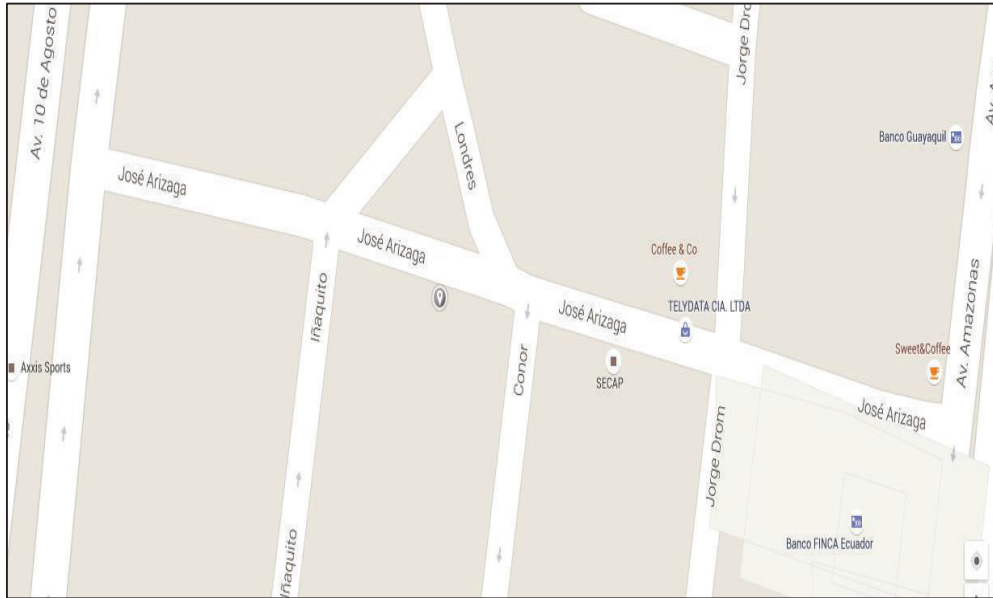 Av. 10 de Agosto
José Arizaga
Londres
Jorge Dro
Banco Guayaquil
José Arizaga
Iñaquito
Coffee & Co
TELYDATA CIA. LTDA
José Arizaga
Conor
SECAP
Sweet&Coffee
Av. Amazonas
Axxis Sports
José Arizaga
Jorge Drom
Iñaquito
Banco FINCA Ecuador